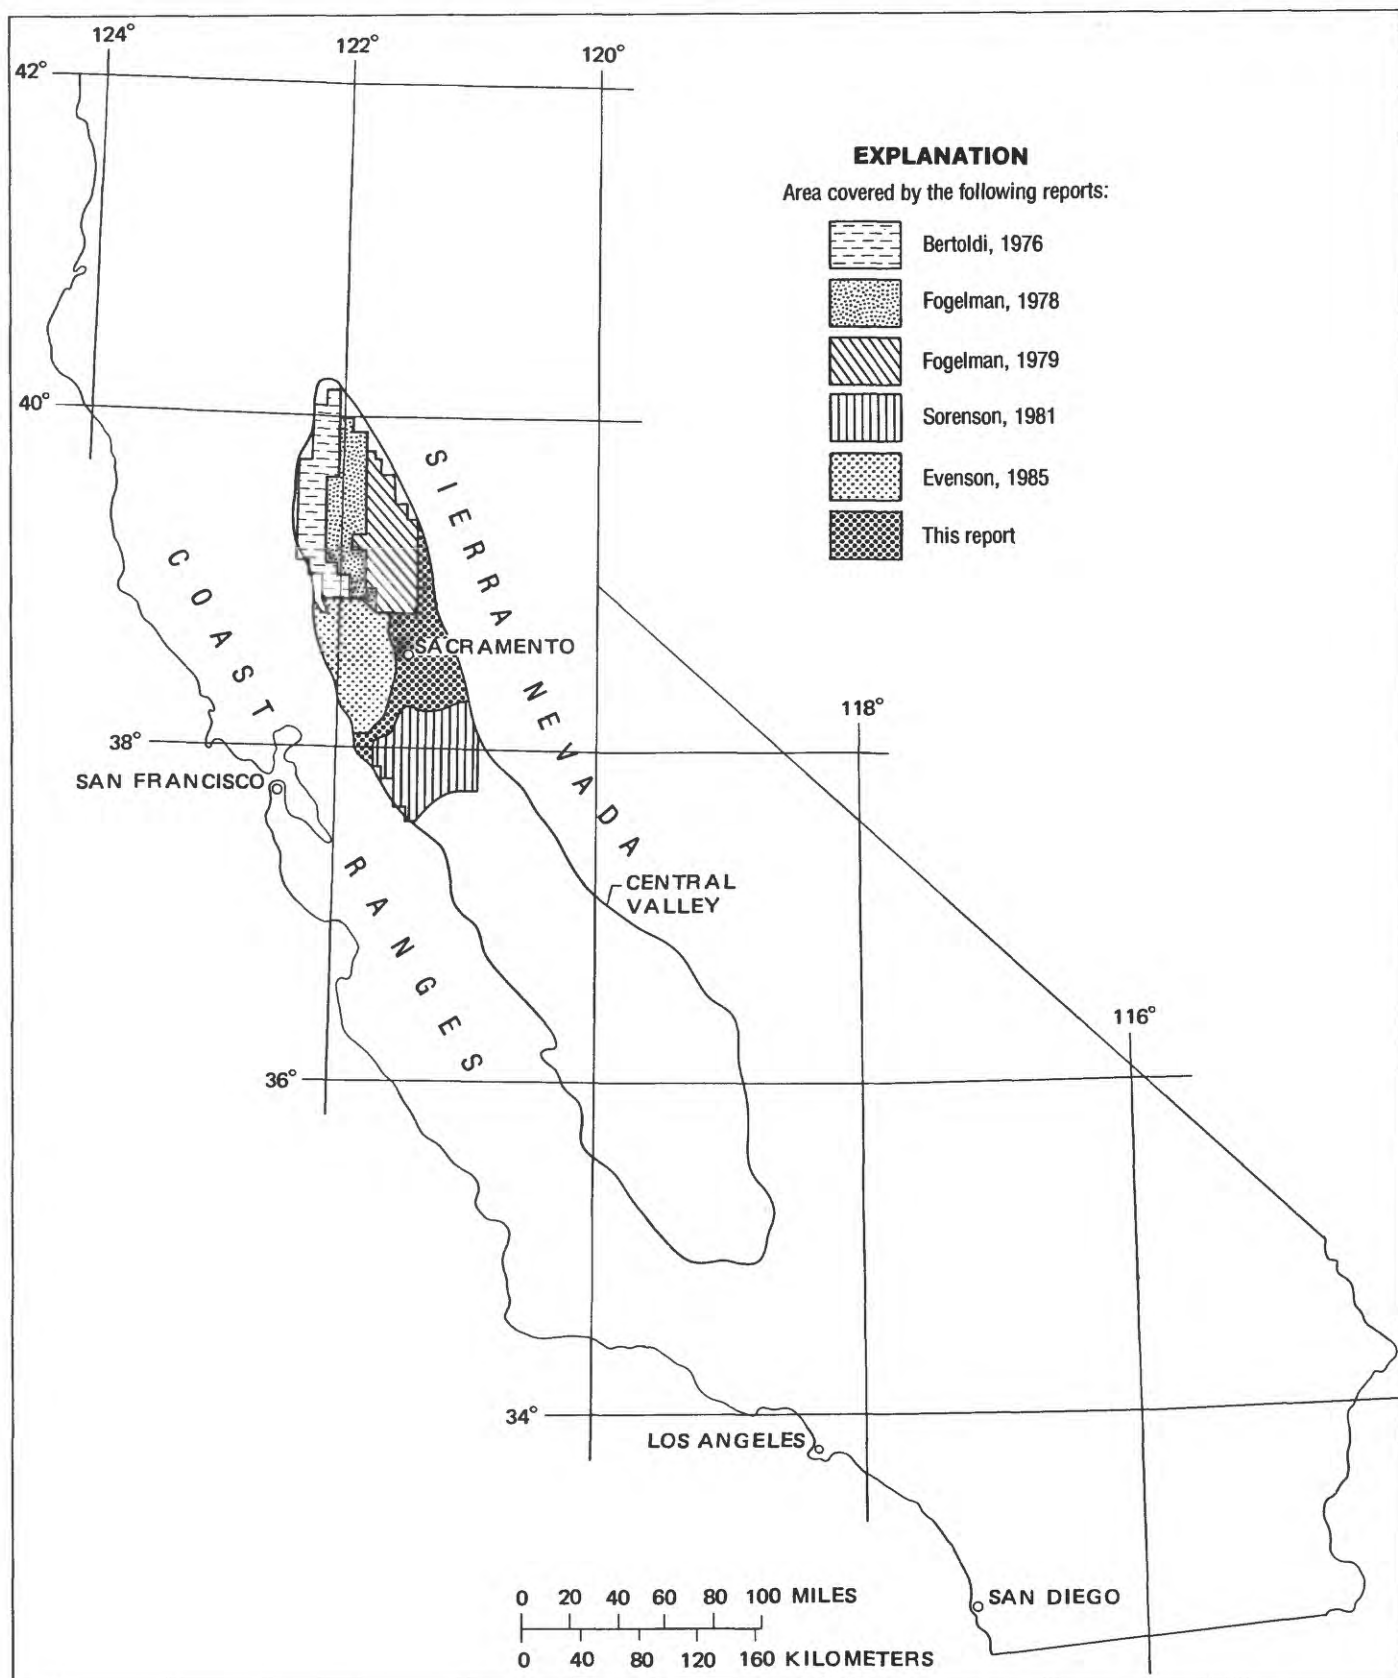 124°
122°
120°
42°
EXPLANATION
Area covered by the following reports:
Bertoldi, 1976
Fogelman, 1978
Fogelman, 1979
Sorenson, 1981
Evenson, 1985
This report
40°
SIERRA NEVADA
COAST RANGES
SACRAMENTO
118°
38°
SAN FRANCISCO
CENTRAL
VALLEY
116°
36°
34°
LOS ANGELES
0 20 40 60 80 100 MILES
0 40 80 120 160 KILOMETERS
SAN DIEGO